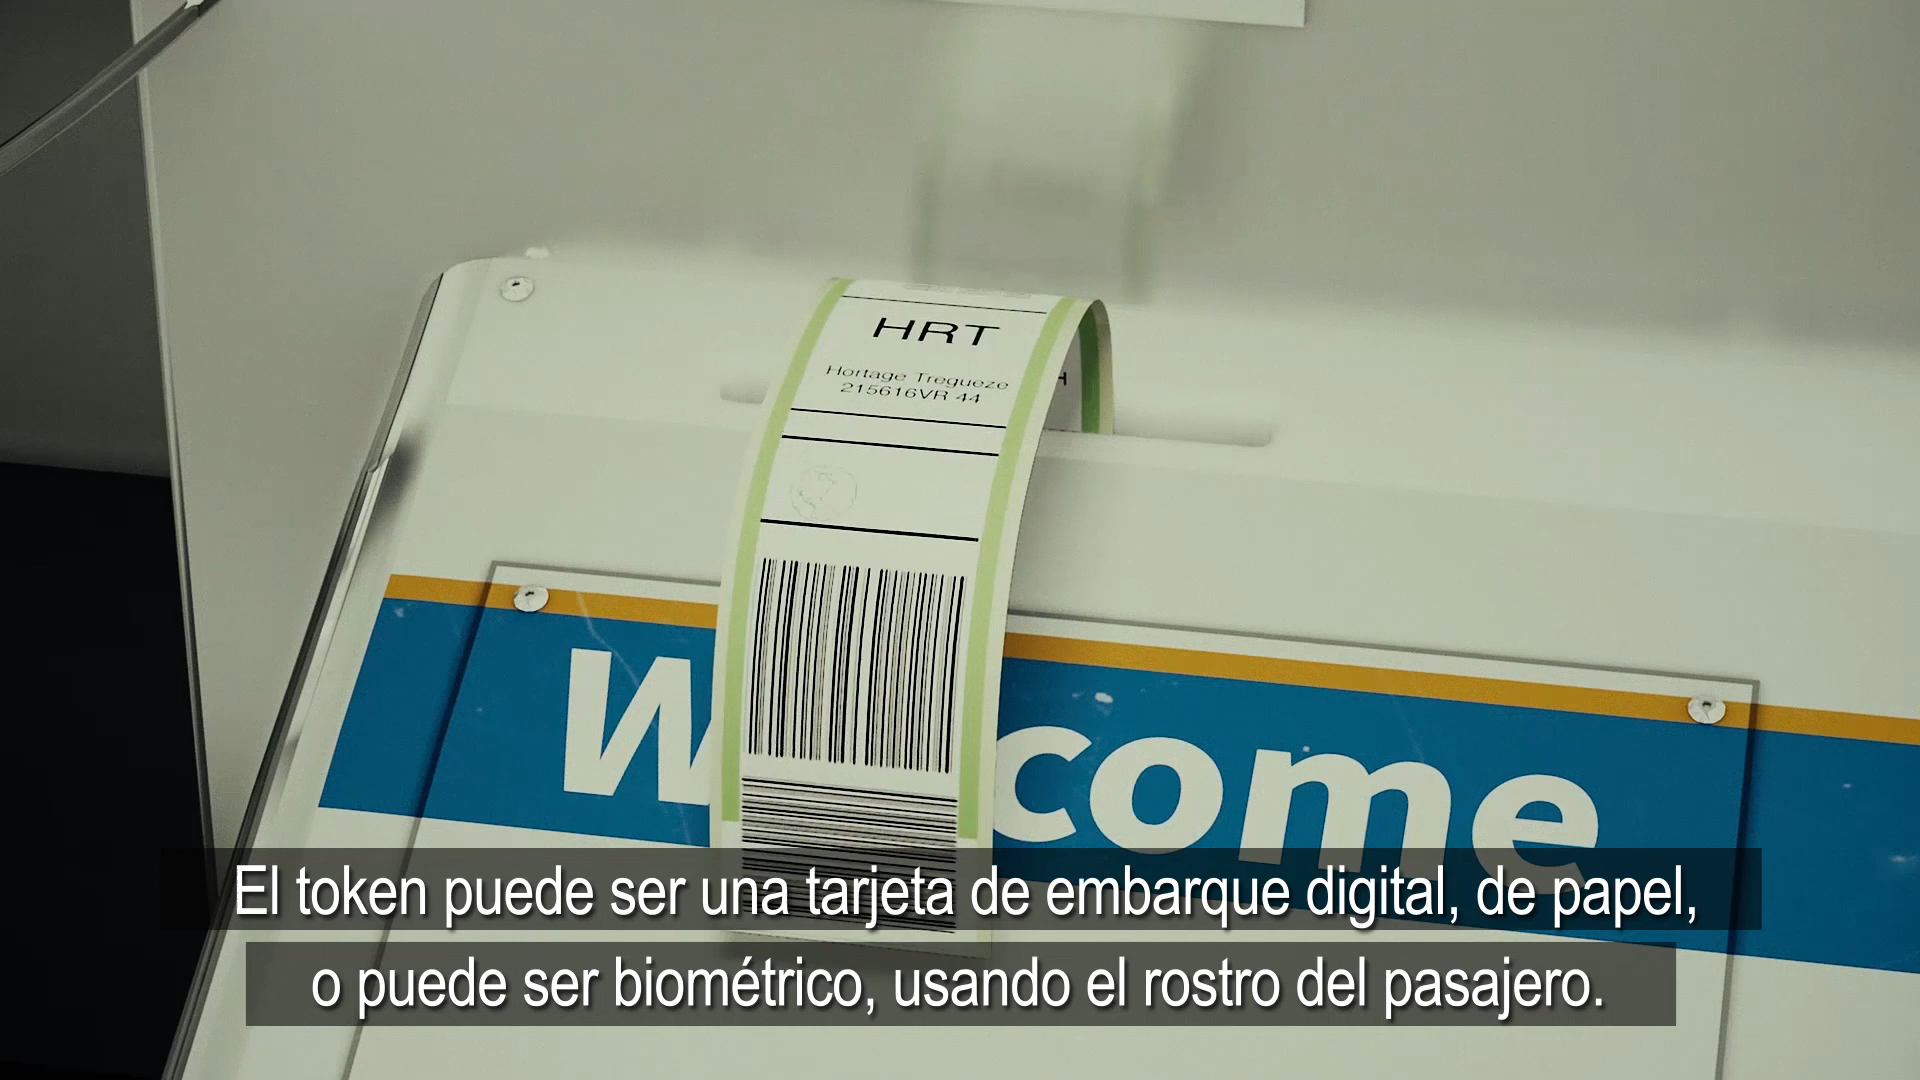 HRT
Hortage Tregueze
215616VR 44
W come
El token puede ser una tarjeta de embarque digital, de papel,
o puede ser biométrico, usando el rostro del pasajero.